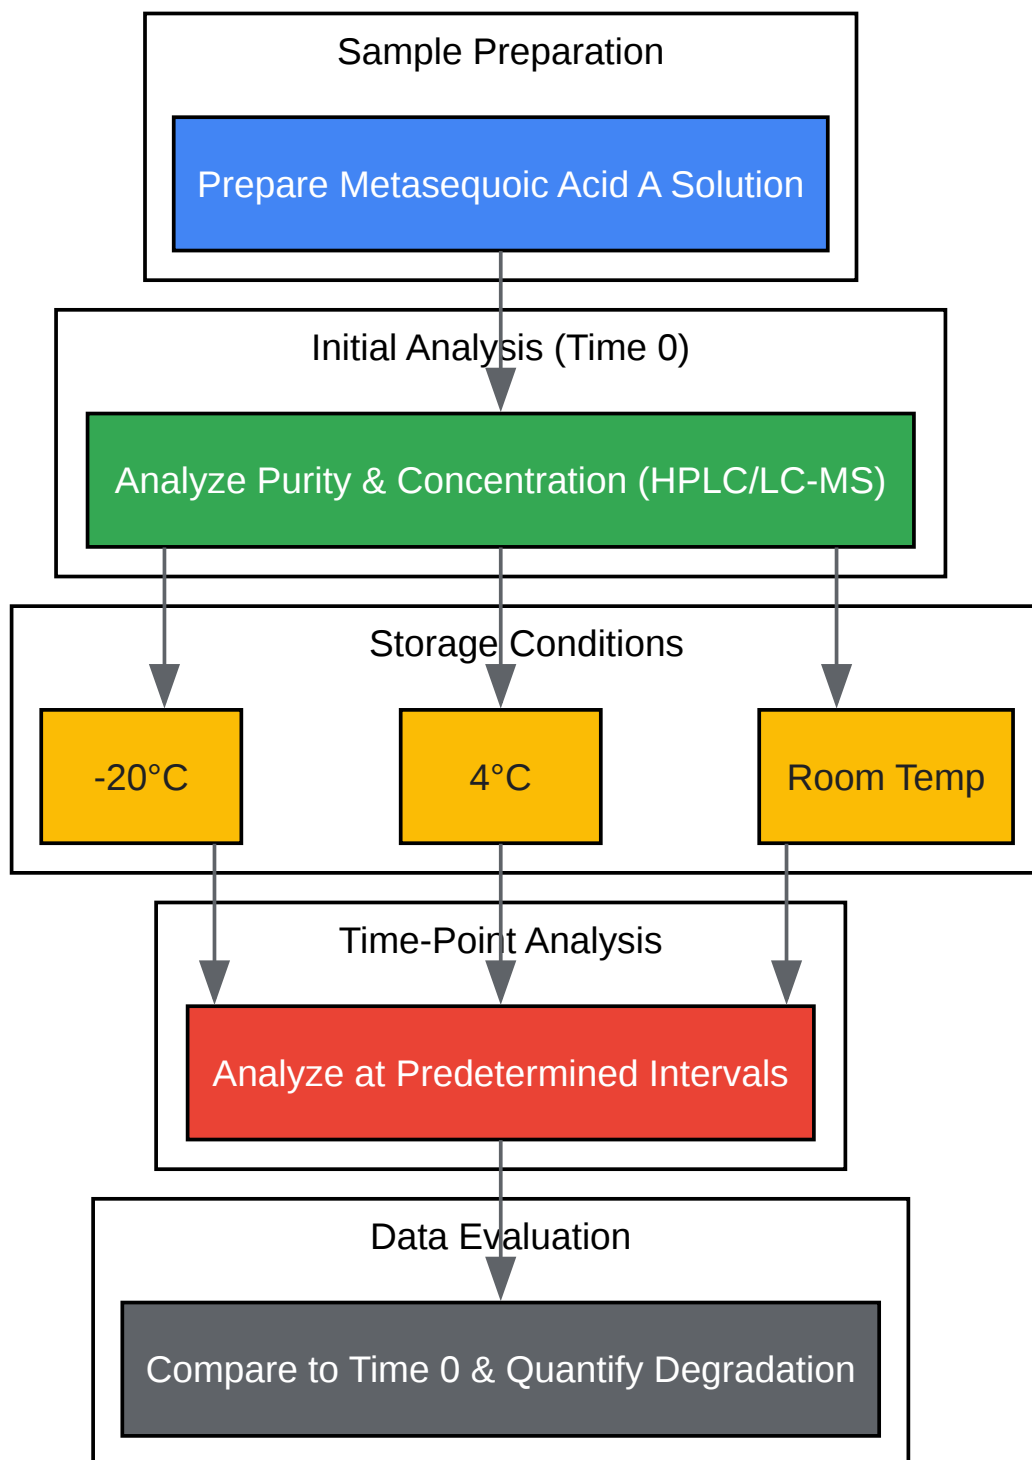 Sample Preparation
Prepare Metasequoic Acid A Solution
Initial Analysis (Time 0)
Analyze Purity & Concentration (HPLC/LC-MS)
Storage Conditions
-20°C
4°C
Room Temp
Time-Point Analysis
Analyze at Predetermined Intervals
Data Evaluation
Compare to Time 0 & Quantify Degradation